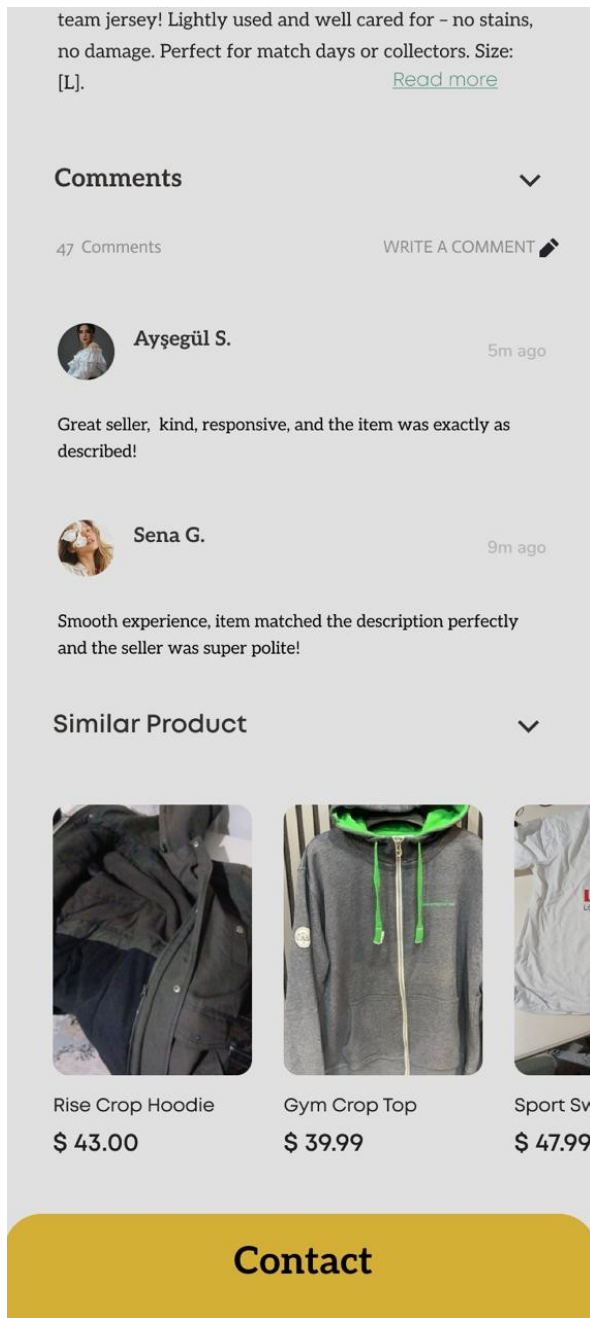 team jersey! Lightly used and well cared for – no stains,
no damage. Perfect for match days or collectors. Size:
[L]. Read more
Comments
47 Comments WRITE A COMMENT
Ayşegül S.
5m ago
Great seller,  kind, responsive, and the item was exactly as
described!
Sena G.
9m ago
Smooth experience, item matched the description perfectly
and the seller was super polite!
Similar Product
Rise Crop Hoodie Gym Crop Top Sport Sw
$ 43.00 $ 39.99 $ 47.99
Contact